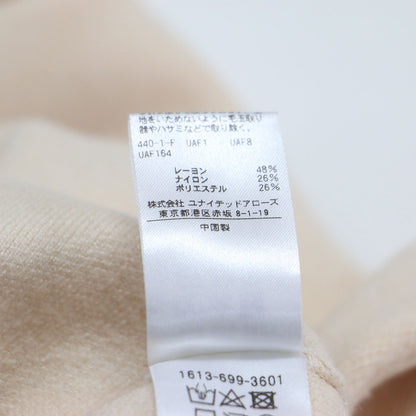 地をいためないように毛玉取り
器やハサミなどで取り除く。
440-1-F UAF1 UAF8
UAF164
レーヨン 48%
ナイロン 26%
ポリエステル 26%
株式会社 ユナイテッドアローズ
東京都港区赤坂 8-1-19
中国製
1613-699-3601